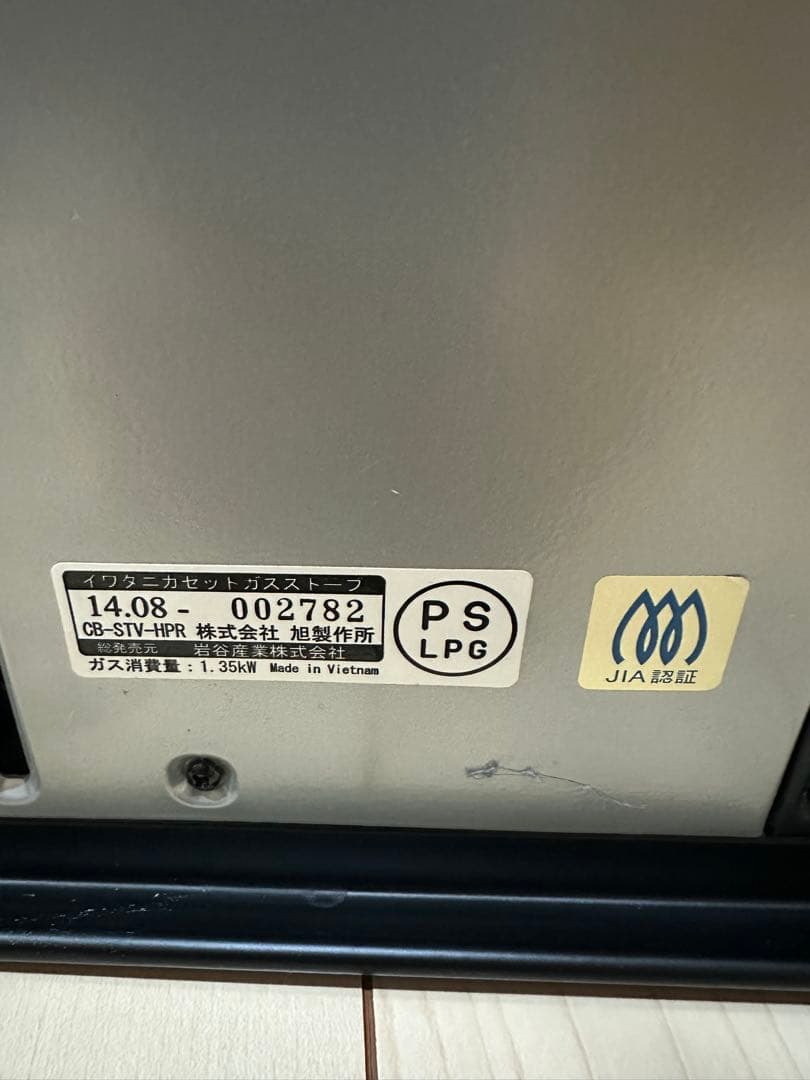 イワタニカセットガスストーブ
14.08 - 002782
CB-STV-HPR 株式会社 旭製作所
総発売元 岩谷産業株式会社
ガス消費量 : 1.35kW Made in Vietnam
PS
LPG
JIA 認証